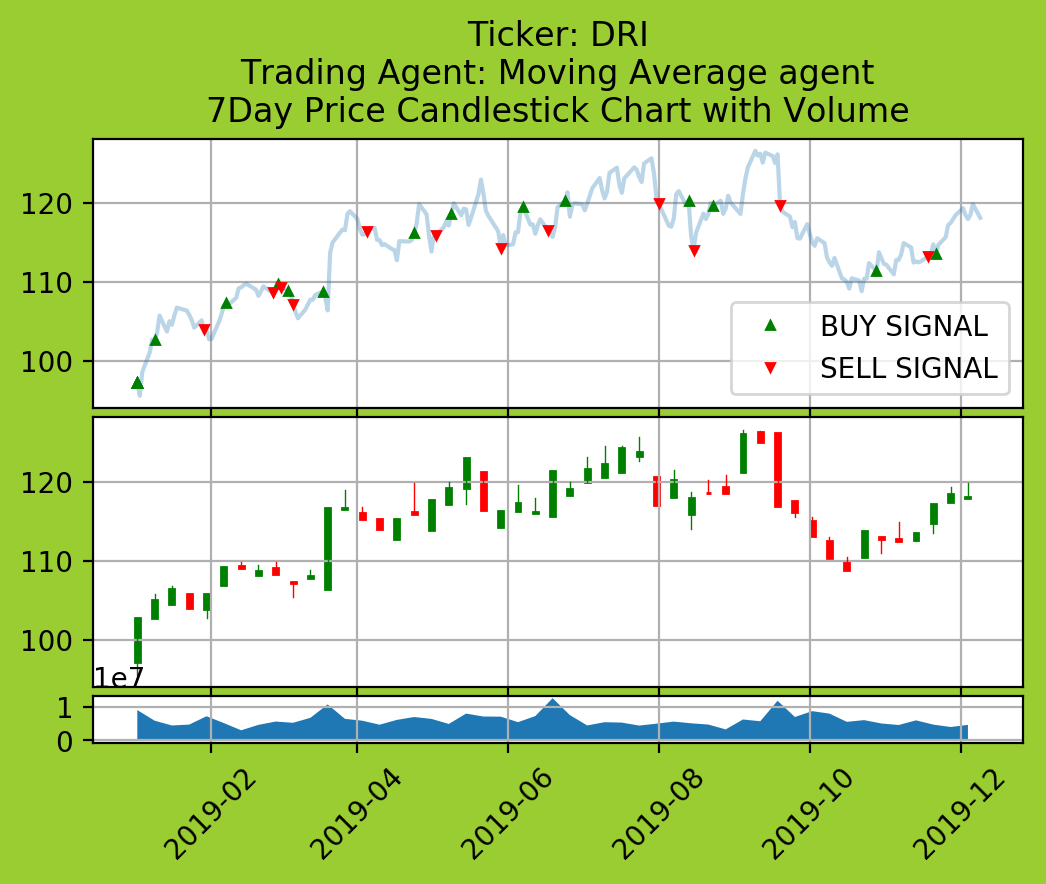 Ticker: DRI
Trading Agent: Moving Average agent
7Day Price Candlestick Chart with Volume
120
110
100
BUY SIGNAL
SELL SIGNAL
120
110
100
1e7
1
0
2019-02
2019-04
2019-06
2019-08
2019-10
2019-12